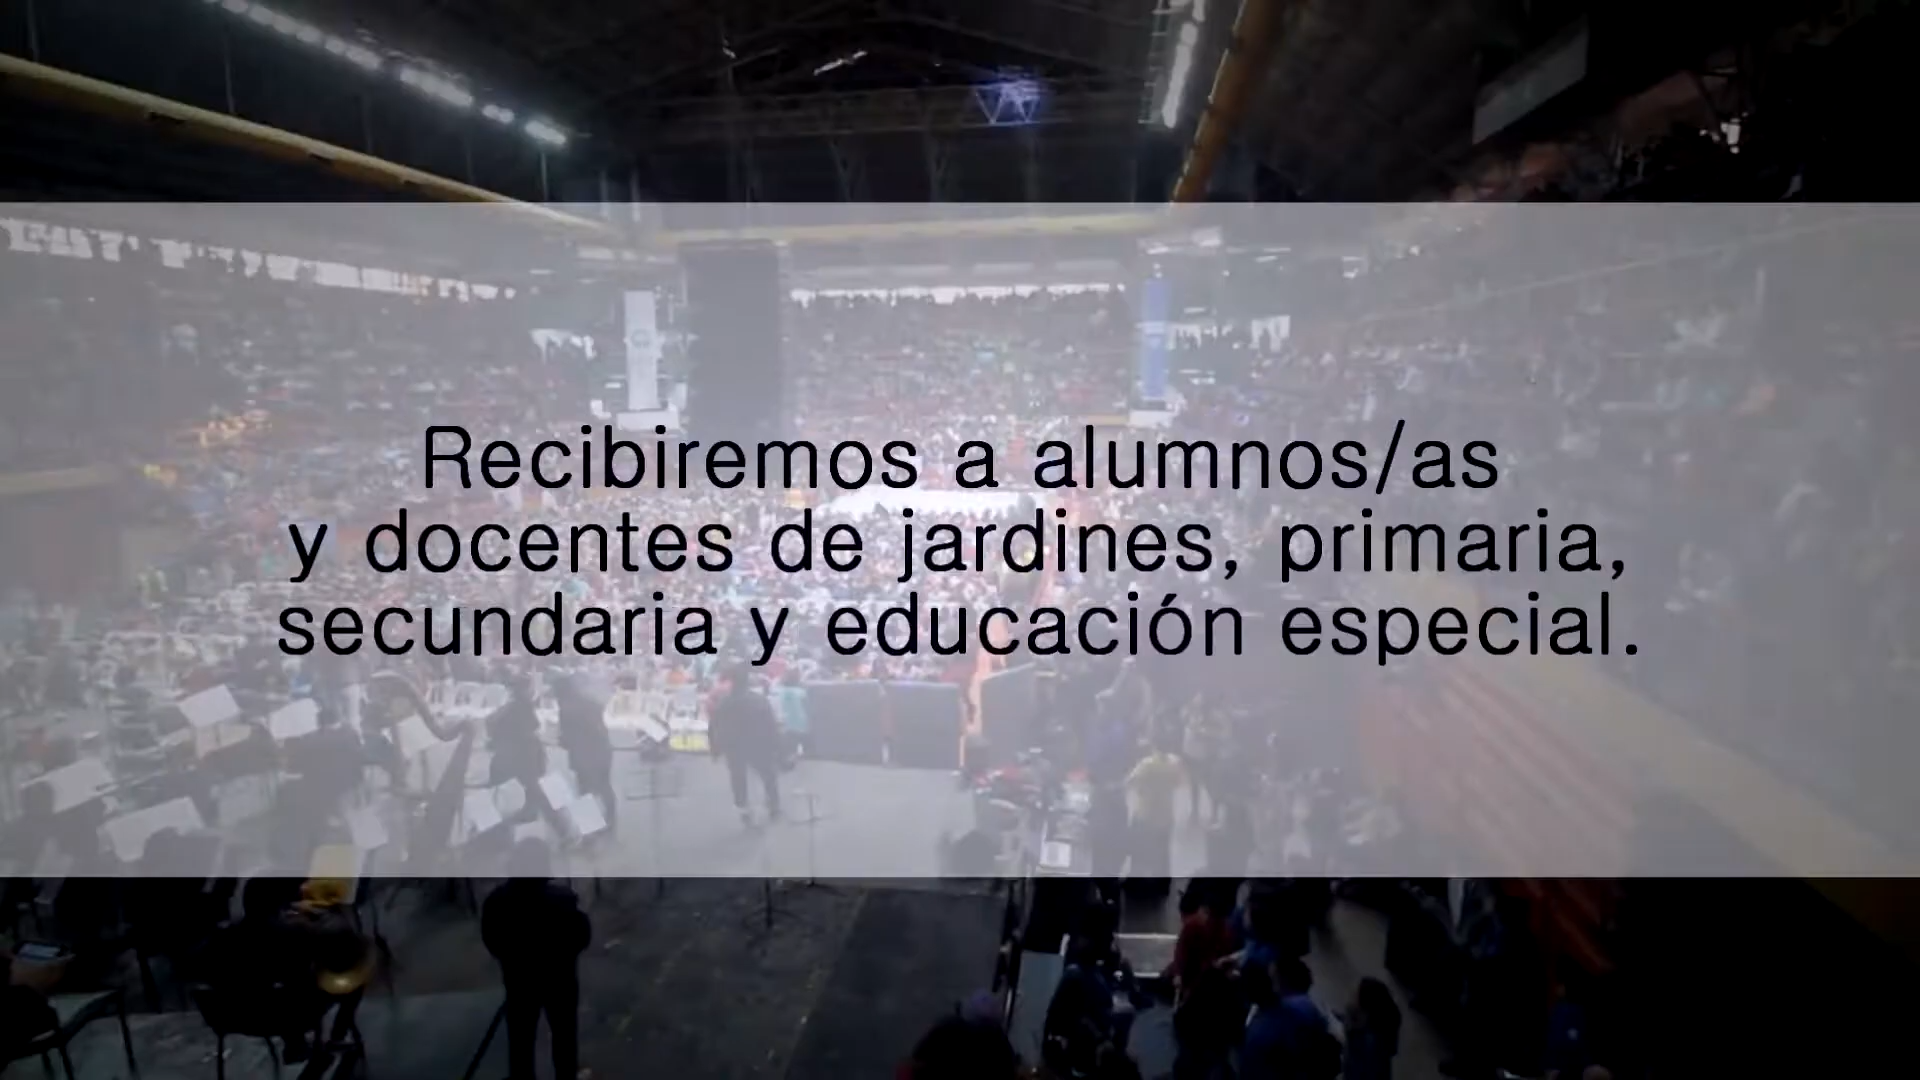 Recibiremos a alumnos/as
y docentes de jardines, primaria,
secundaria y educación especial.